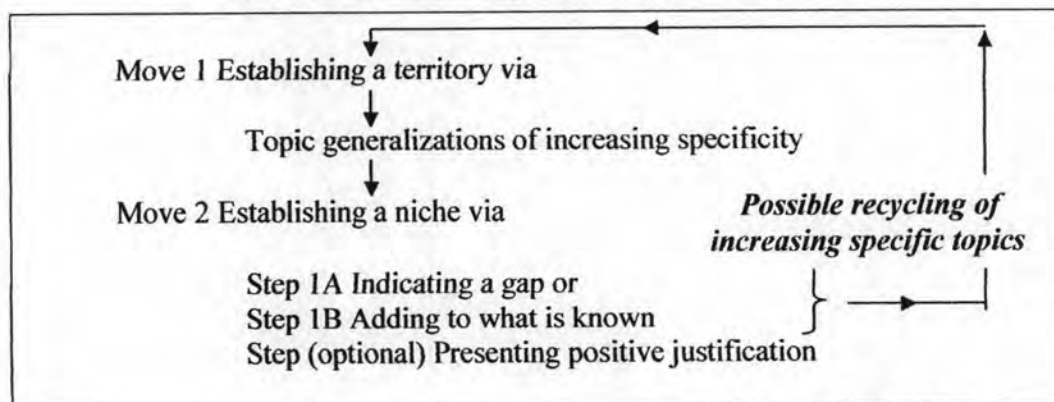 Move 1 Establishing a territory via
Topic generalizations of increasing specificity
Move 2 Establishing a niche via
Possible recycling of
increasing specific topics
Step 1A Indicating a gap or
Step 1B Adding to what is known
Step (optional) Presenting positive justification